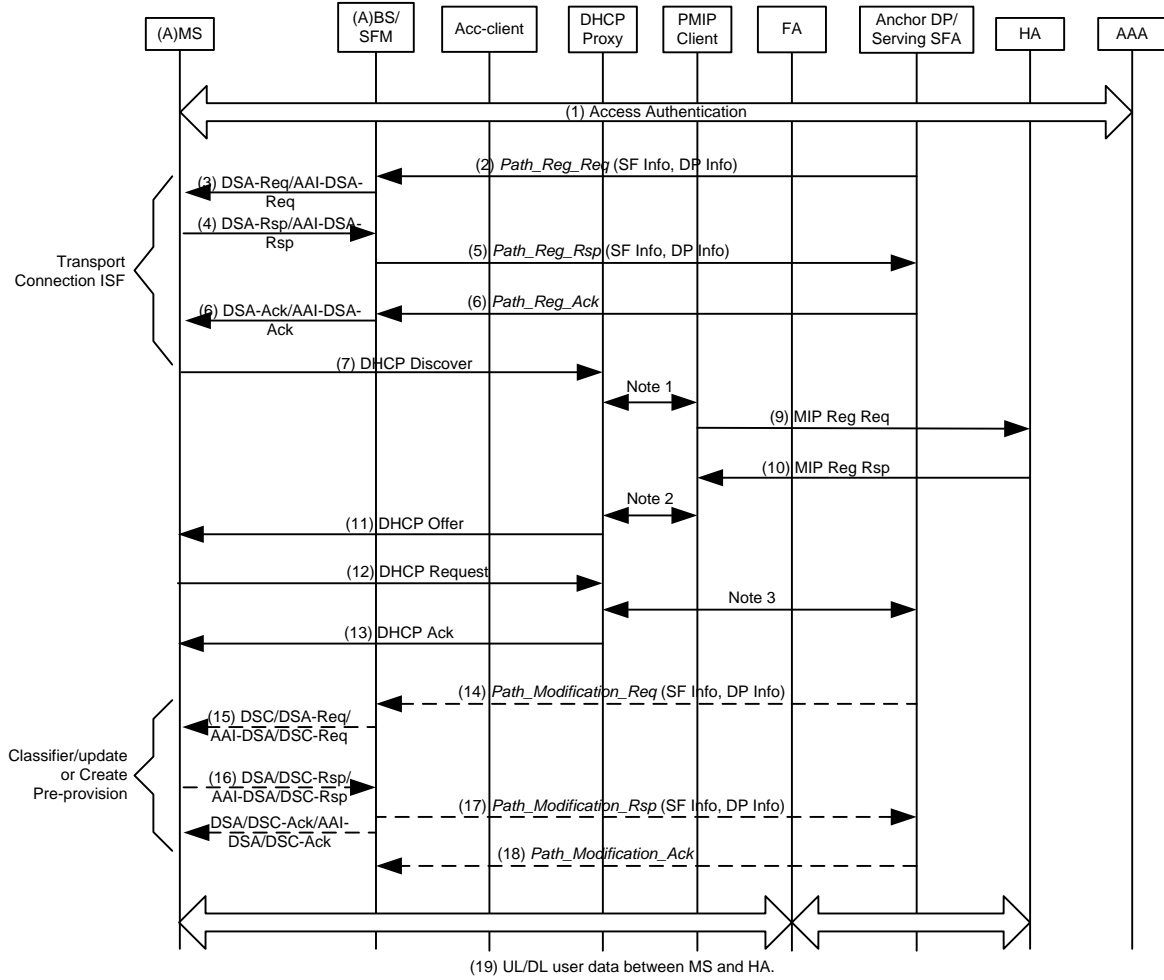 (A)MS
(A)BS/
SFM
Acc-client
DHCP
Proxy
PMIP
Client
FA
Anchor DP/
Serving SFA
HA
AAA
(1) Access Authentication
(2) Path_Reg_Req (SF Info, DP Info)
(3) DSA-Req/AAI-DSA-
Req
(4) DSA-Rsp/AAI-DSA-
Rsp
Transport
Connection ISF
(5) Path_Reg_Rsp (SF Info, DP Info)
(6) Path_Reg_Ack
(6) DSA-Ack/AAI-DSA-
Ack
(7) DHCP Discover
Note 1
(9) MIP Reg Req
(10) MIP Reg Rsp
Note 2
(11) DHCP Offer
(12) DHCP Request
Note 3
(13) DHCP Ack
(14) Path_Modification_Req (SF Info, DP Info)
(15) DSC/DSA-Req/
AAI-DSA/DSC-Req
Classifier/update
or Create
Pre-provision
(16) DSA/DSC-Rsp/
AAI-DSA/DSC-Rsp
(17) Path_Modification_Rsp (SF Info, DP Info)
DSA/DSC-Ack/AAI-
DSA/DSC-Ack
(18) Path_Modification_Ack
(19) UL/DL user data between MS and HA.